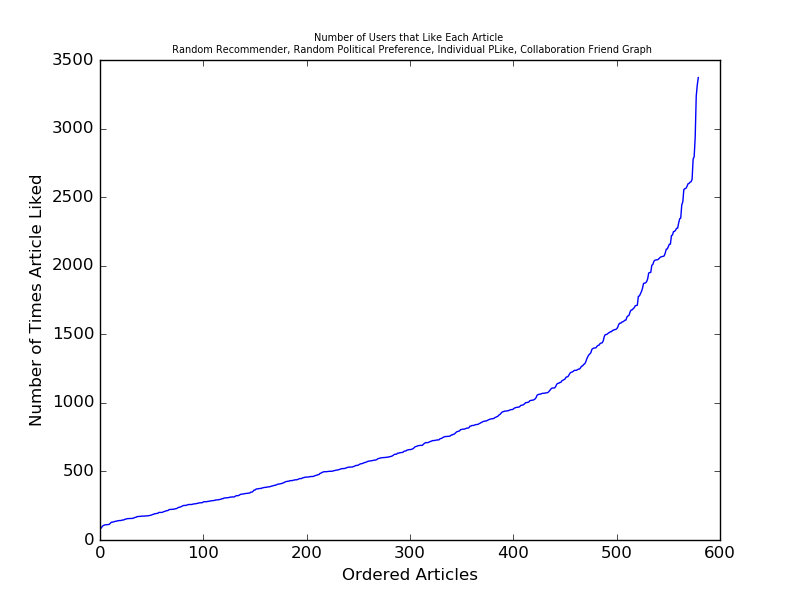 Number of Users that Like Each Article
Random Recommender, Random Political Preference, Individual PLike, Collaboration Friend Graph
3500
3000
2500
2000
1500
1000
500
0
Number of Times Article Liked
0 100 200 300 400 500 600
Ordered Articles